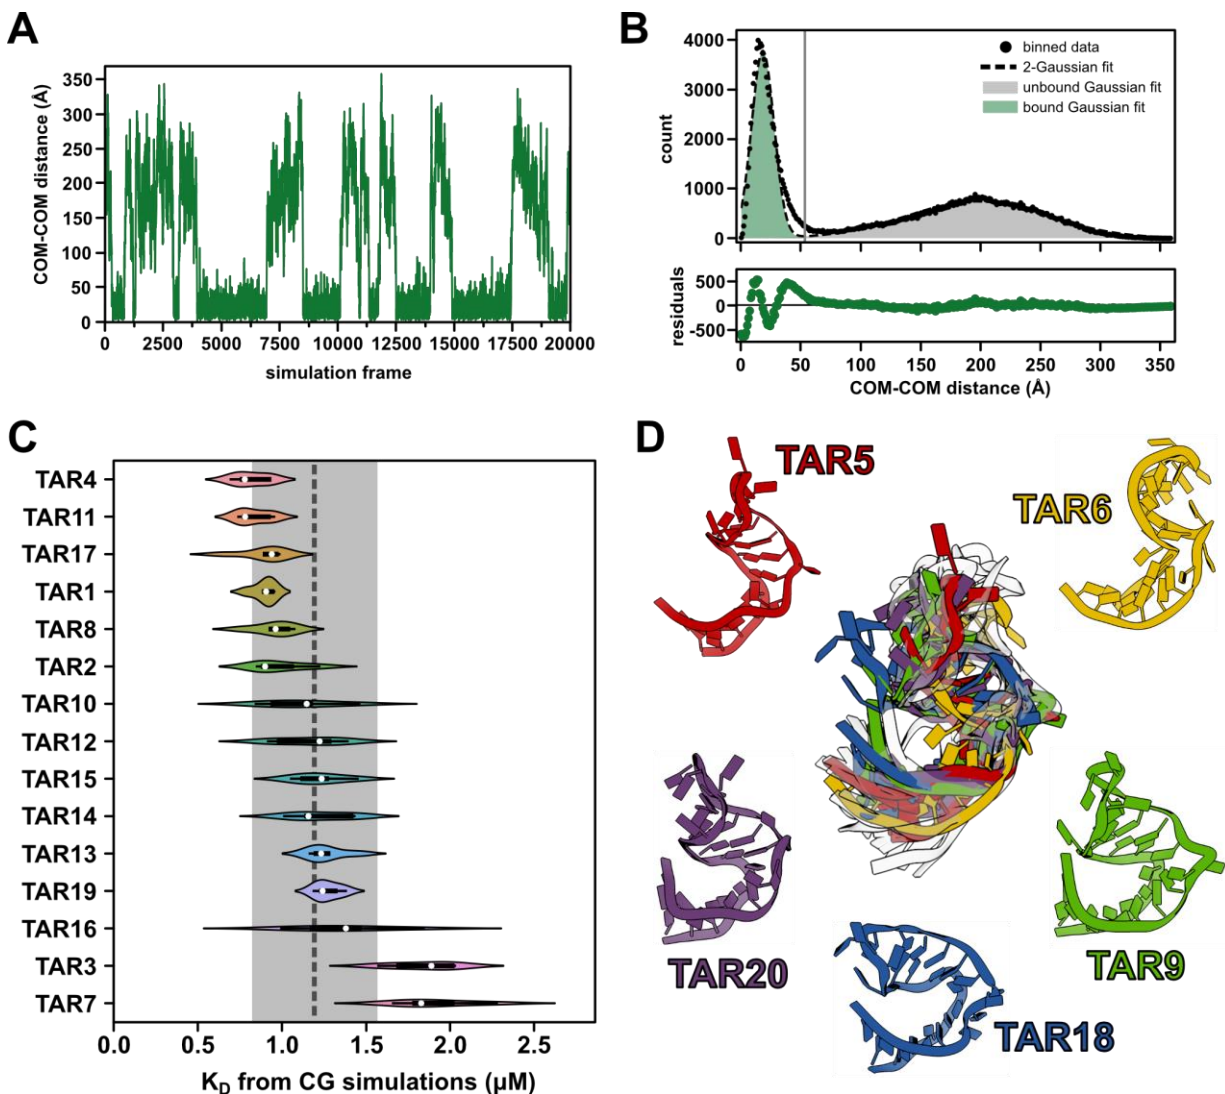 A
COM-COM distance (Å)
350
300
250
200
150
100
50
0
0 2500 5000 7500 10000 12500 15000 17500 20000
simulation frame
B
count
4000
3000
2000
1000
0
binned data
2-Gaussian fit
unbound Gaussian fit
bound Gaussian fit
residuals
500
0
-500
0 50 100 150 200 250 300 350
COM-COM distance (Å)
C
TAR4
TAR11
TAR17
TAR1
TAR8
TAR2
TAR10
TAR12
TAR15
TAR14
TAR13
TAR19
TAR16
TAR3
TAR7
0.0 0.5 1.0 1.5 2.0 2.5
K_D from CG simulations (µM)
D
TAR5
TAR6
TAR20
TAR9
TAR18